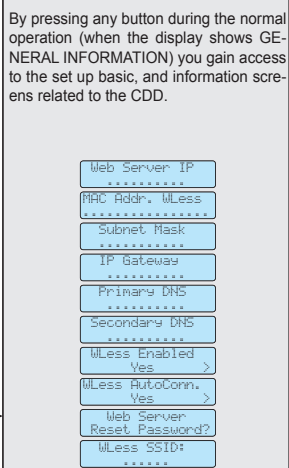 By pressing any button during the normal
operation (when the display shows GE-
NERAL INFORMATION) you gain access
to the set up basic, and information scre-
ens related to the CDD.
Web Server IP
..........
MAC Addr. WLess
................
Subnet Mask
...........
IP Gateway
..........
Primary DNS
..........
Secondary DNS
..........
WLess Enabled
Yes >
WLess AutoConn.
Yes >
Web Server
Reset Password?
WLess SSID:
......